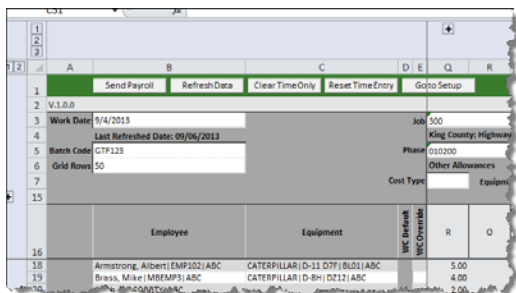 C51
1 2 3
1 2 A B C D E Q R
1 Send Payroll Refresh Data Clear Time Only Reset Time Entry Go to Setup
2 V.1.0.0
3 Work Date 9/4/2013 Job 300
4 Last Refreshed Date: 09/06/2013 King County: Highway
5 Batch Code GTF123 Phase 010200
6 Grid Rows 50 Other Allowances
7 Cost Type Equipm
15
16 Employee Equipment WC Default WC Override R O
18 Armstrong, Albert|EMP102|ABC CATERPILLAR|D-11 D7F|BL01|ABC 5.00
19 Brass, Mike|MBEMP3|ABC CATERPILLAR|D-8H|DZ12|ABC 4.00
2.00